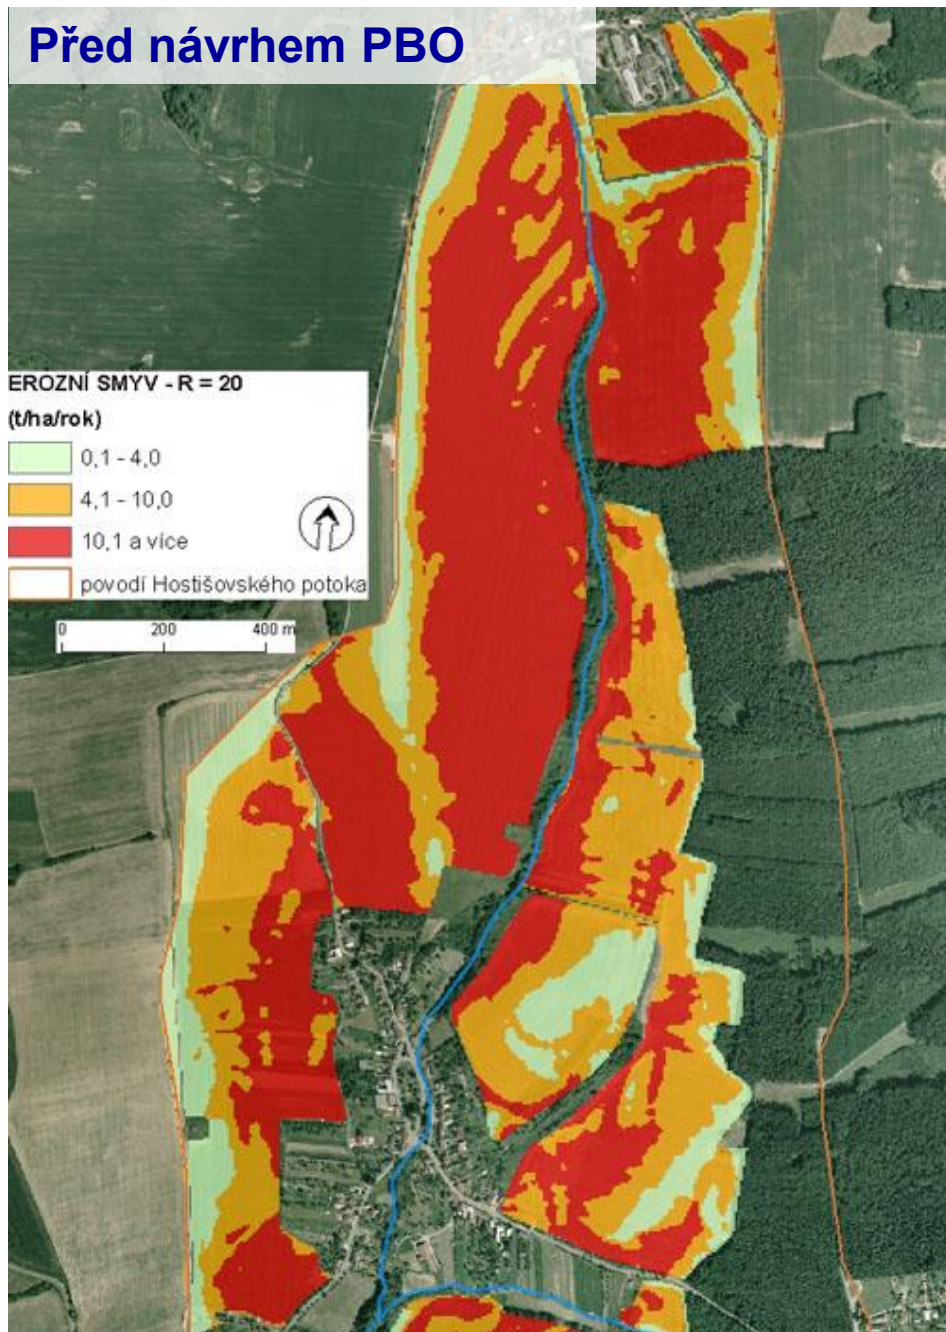 Před návrhem PBO
EROZNÍ SMYV - R = 20
(t/ha/rok)
0,1 - 4,0
4,1 - 10,0
10,1 a více
povodí Hostišovského potoka
0 200 400 m